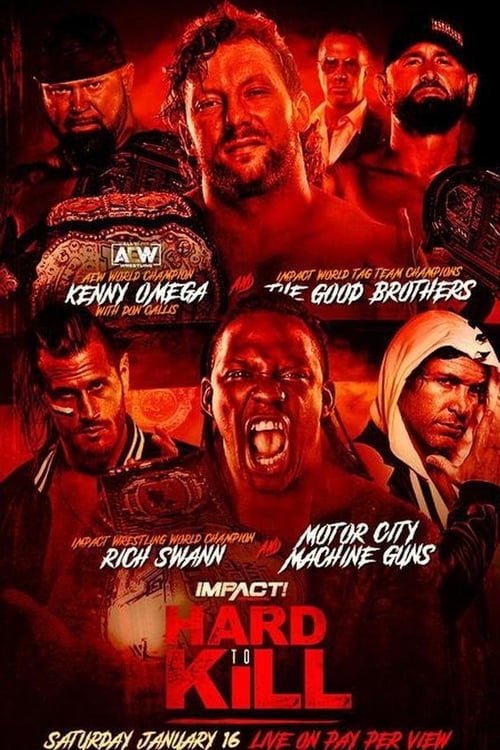 AEW
WRESTLING
AEW WORLD CHAMPION
KENNY OMEGA
WITH DON CALLIS
AND
IMPACT WORLD TAG TEAM CHAMPIONS
THE GOOD BROTHERS
IMPACT WRESTLING WORLD CHAMPION
RICH SWANN
AND
MOTOR CITY
MACHINE GUNS
IMPACT!
HARD
TO
KILL
SATURDAY JANUARY 16 LIVE ON PAY PER VIEW